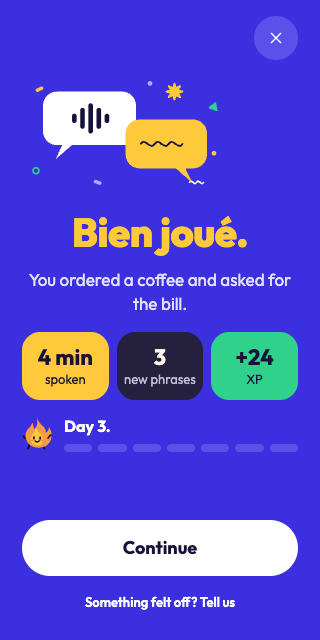 Bien joué.
You ordered a coffee and asked for
the bill.
4 min
spoken
3
new phrases
+24
XP
Day 3.
Continue
Something felt off? Tell us